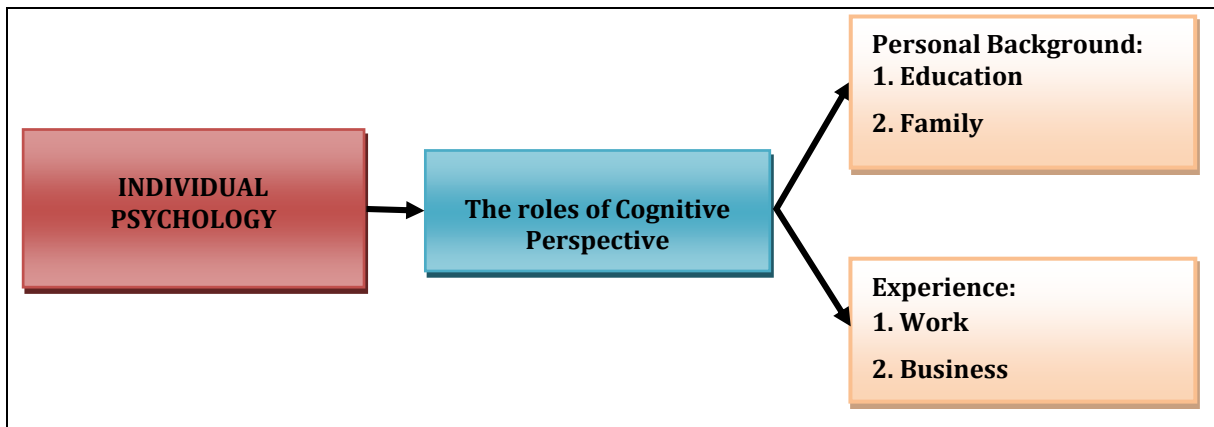 INDIVIDUAL
PSYCHOLOGY
The roles of Cognitive
Perspective
Personal Background:
1. Education
2. Family
Experience:
1. Work
2. Business